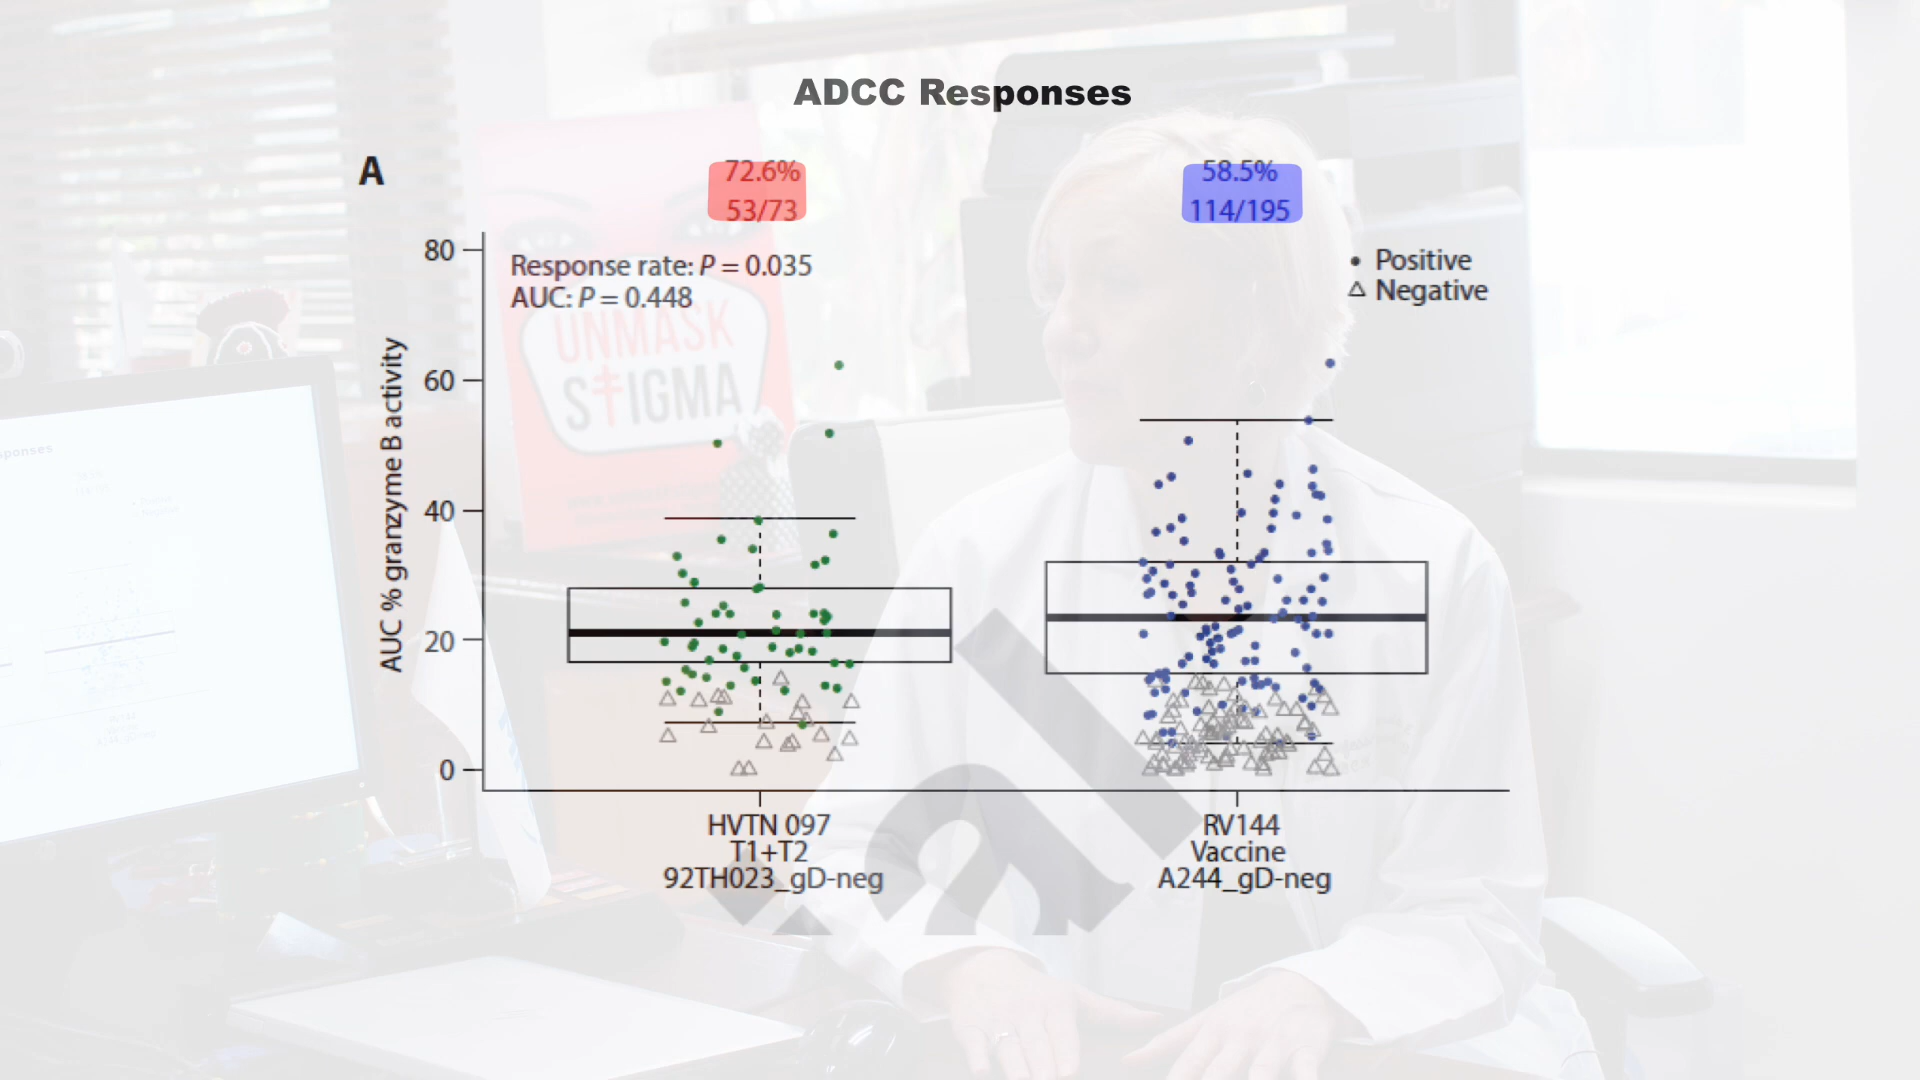 ADCC Responses
A
72.6%
53/73
58.5%
114/195
Response rate: P = 0.035
AUC: P = 0.448
Positive
Negative
UNMASK
STIGMA
AUC % granzyme B activity
80
60
40
20
0
HVTN 097
T1+T2
92TH023_gD-neg
RV144
Vaccine
A244_gD-neg